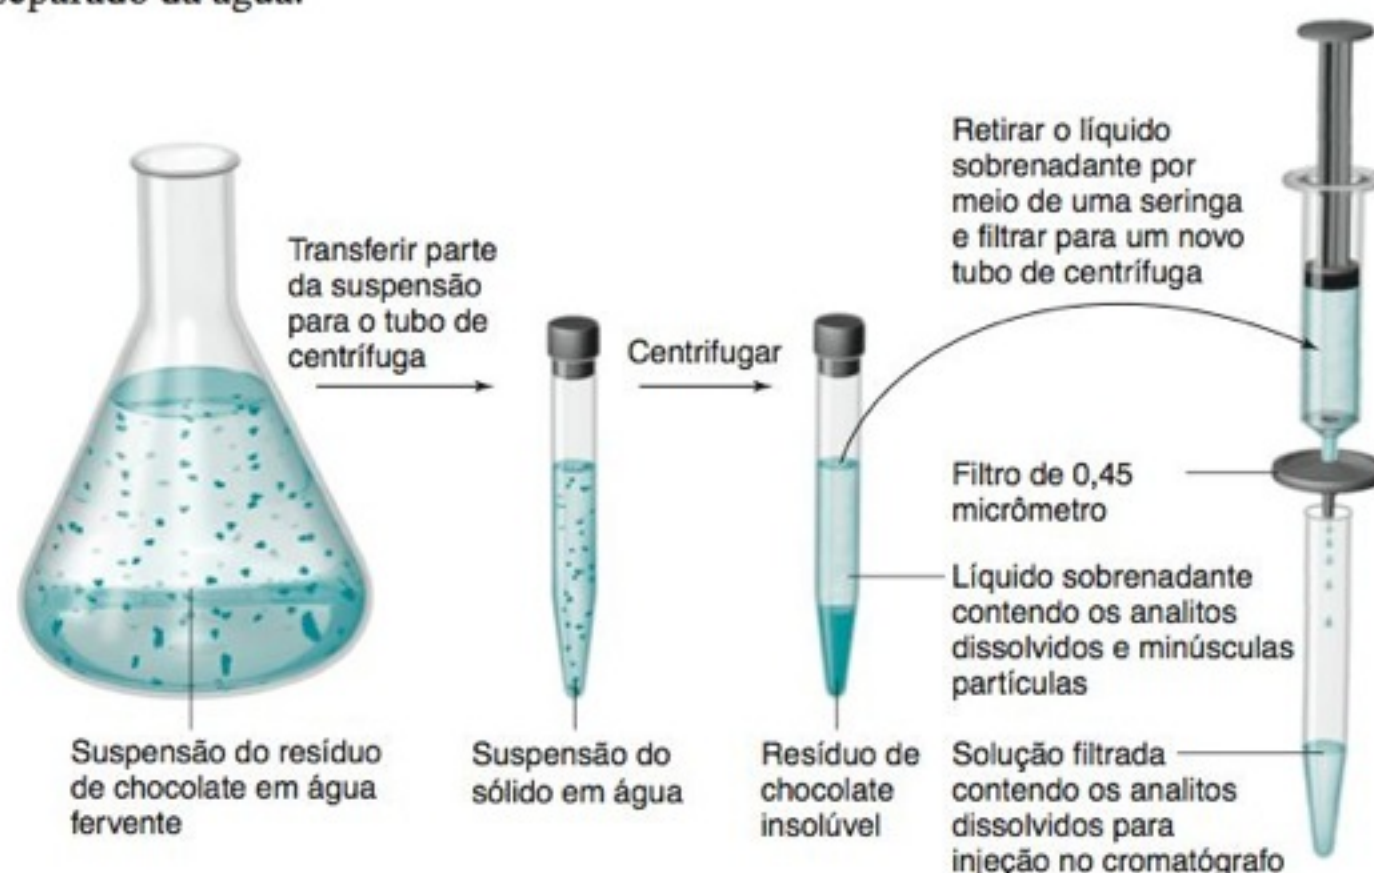 separado da água.
Transferir parte
da suspensão
para o tubo de
centrífuga
Centrifugar
Retirar o líquido
sobrenadante por
meio de uma seringa
e filtrar para um novo
tubo de centrífuga
Filtro de 0,45
micrômetro
Líquido sobrenadante
contendo os analitos
dissolvidos e minúsculas
partículas
Suspensão do resíduo
de chocolate em água
fervente
Suspensão do
sólido em água
Resíduo de
chocolate
insolúvel
Solução filtrada
contendo os analitos
dissolvidos para
injeção no cromatógrafo